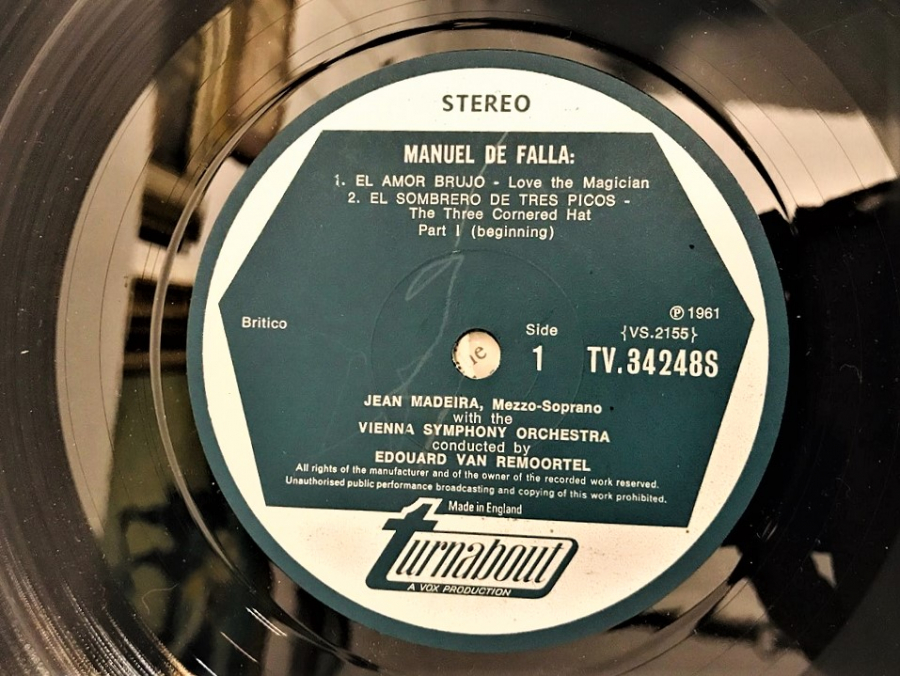 STEREO
MANUEL DE FALLA:
1. EL AMOR BRUJO - Love the Magician
2. EL SOMBRERO DE TRES PICOS -
The Three Cornered Hat
Part I (beginning)
Britico
Side
1
Ⓟ 1961
{VS.2155}
TV.34248S
JEAN MADEIRA, Mezzo-Soprano
with the
VIENNA SYMPHONY ORCHESTRA
conducted by
EDOUARD VAN REMOORTEL
All rights of the manufacturer and of the owner of the recorded work reserved.
Unauthorised public performance broadcasting and copying of this work prohibited.
Made in England
turnabout
A VOX PRODUCTION